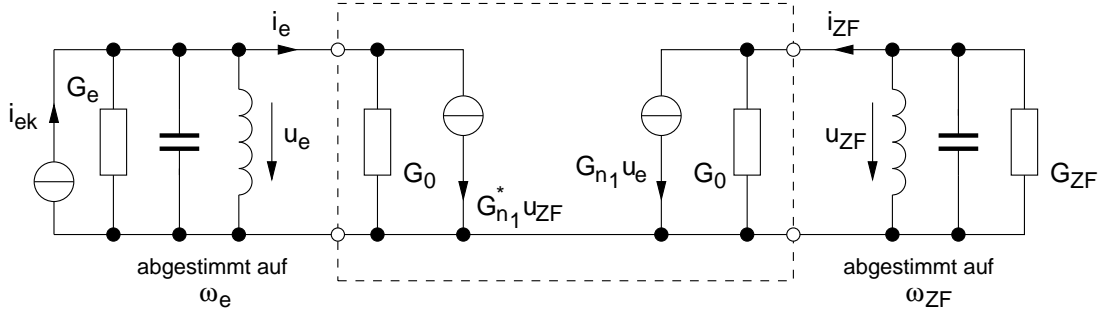 i_e
i_ZF
G_e
i_ek
u_e
G_0
G*_n1 u_ZF
G_n1 u_e
G_0
u_ZF
G_ZF
abgestimmt auf
ω_e
abgestimmt auf
ω_ZF